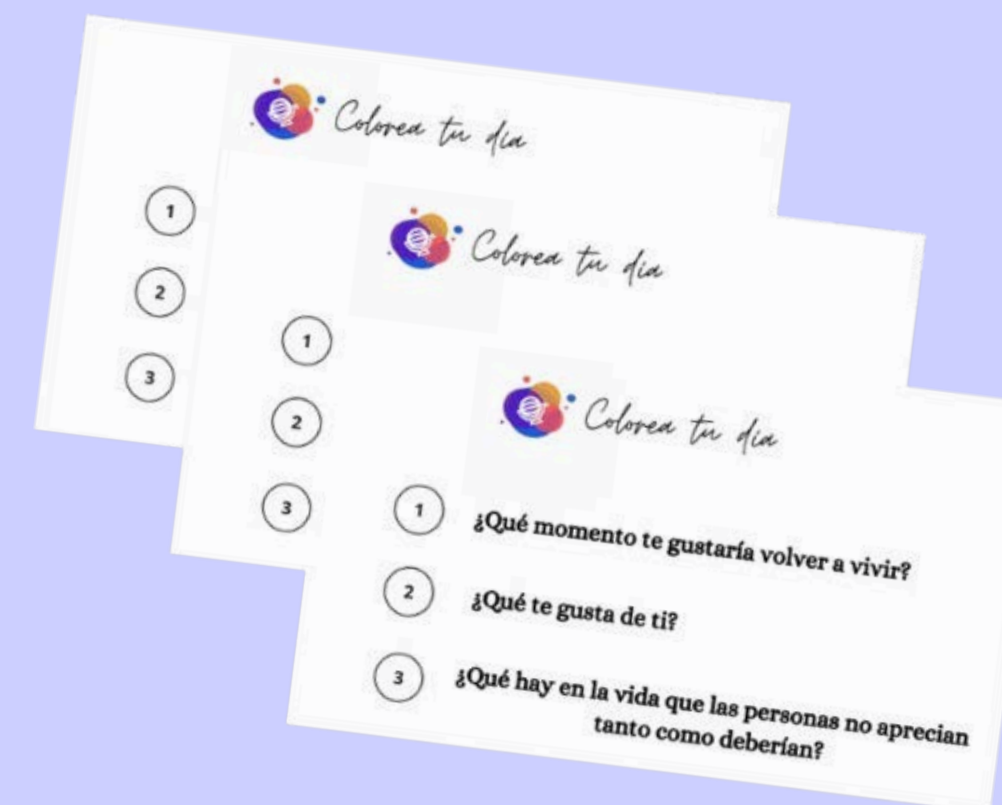 Colorea tu día
1
2
3
Colorea tu día
1
2
3
Colorea tu día
1
¿Qué momento te gustaría volver a vivir?
2
¿Qué te gusta de ti?
3
¿Qué hay en la vida que las personas no aprecian
tanto como deberían?